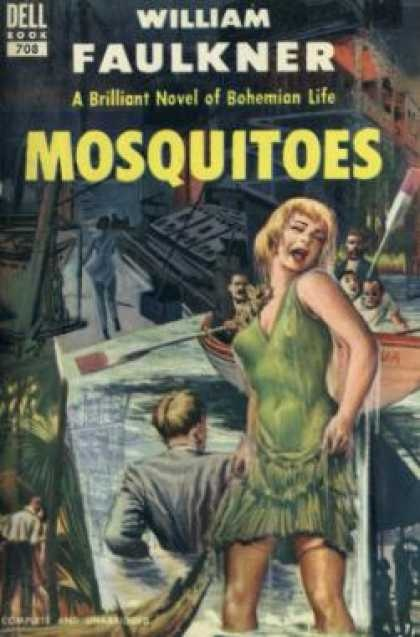 DELL
BOOK
708
WILLIAM
FAULKNER
A Brilliant Novel of Bohemian Life
MOSQUITOES
COMPLETE AND UNABRIDGED